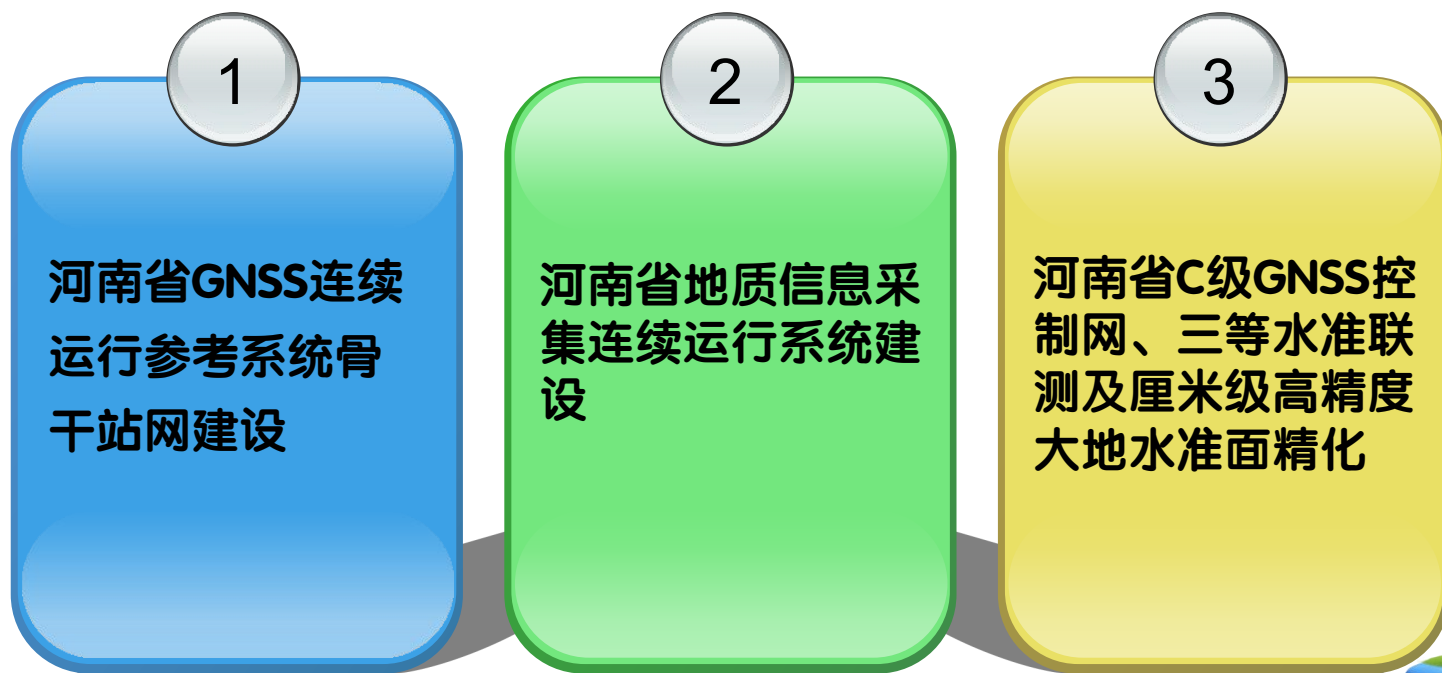 1
河南省GNSS连续
运行参考系统骨
干站网建设
2
河南省地质信息采
集连续运行系统建
设
3
河南省C级GNSS控
制网、三等水准联
测及厘米级高精度
大地水准面精化